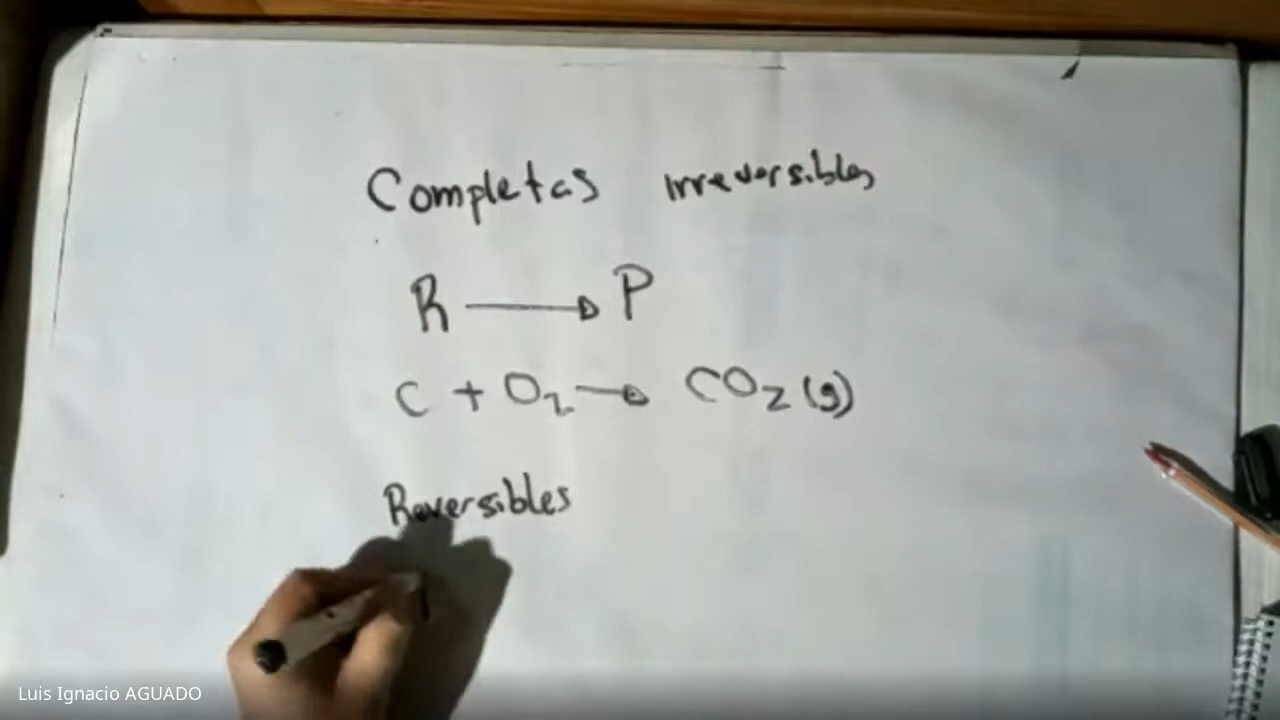 Completas irreversibles
R → P
C + O₂ → CO₂ (g)
Reversibles
Luis Ignacio AGUADO